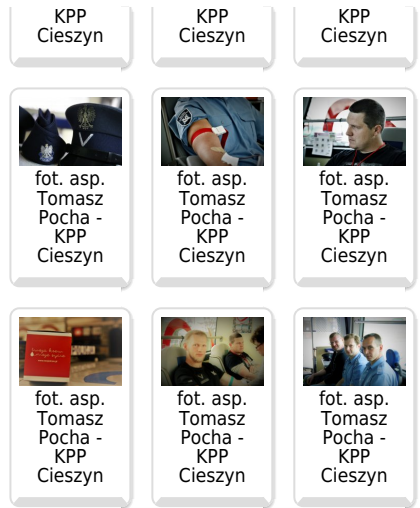 KPP KPP KPP
Cieszyn Cieszyn Cieszyn
fot. asp. fot. asp. fot. asp.
Tomasz Tomasz Tomasz
Pocha - Pocha - Pocha -
KPP KPP KPP
Cieszyn Cieszyn Cieszyn
fot. asp. fot. asp. fot. asp.
Tomasz Tomasz Tomasz
Pocha - Pocha - Pocha -
KPP KPP KPP
Cieszyn Cieszyn Cieszyn